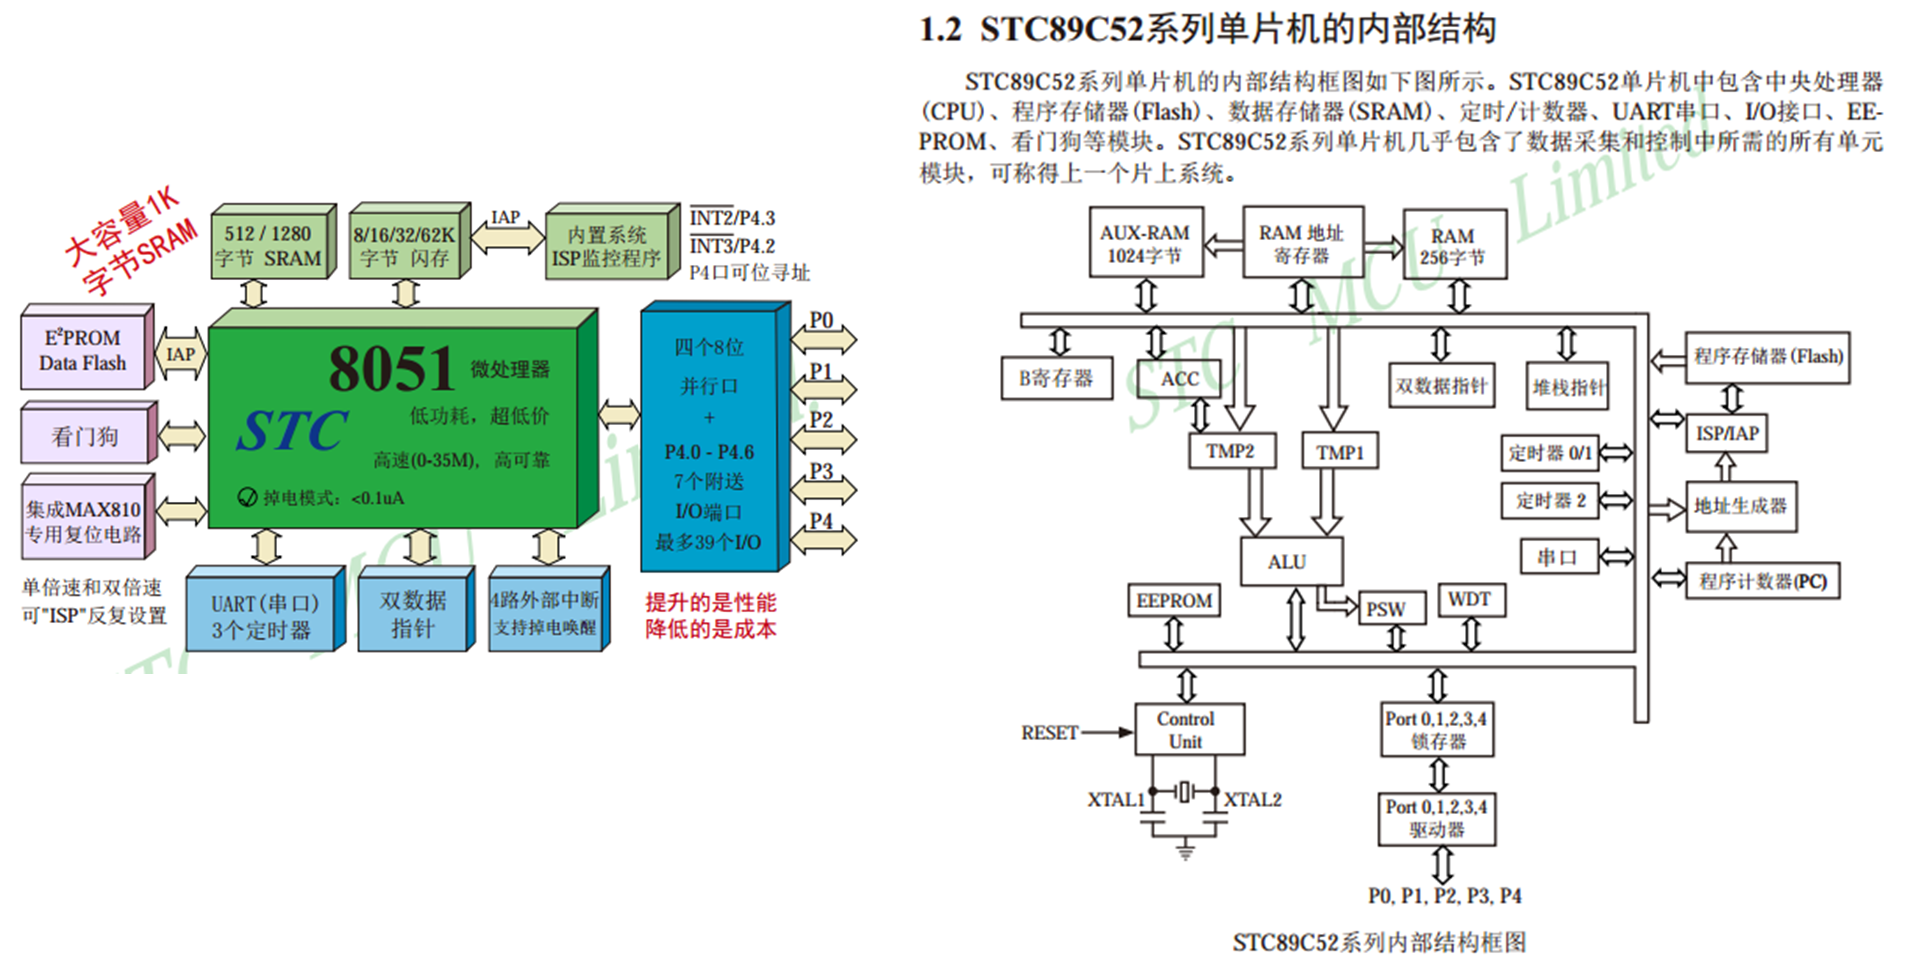 大容量1K
字节SRAM
512 / 1280
字节 SRAM
8/16/32/62K
字节 闪存
IAP
内置系统
ISP监控程序
INT2/P4.3
INT3/P4.2
P4口可位寻址
E²PROM
Data Flash
IAP
看门狗
集成MAX810
专用复位电路
单倍速和双倍速
可"ISP"反复设置
8051 微处理器
STC
低功耗，超低价
高速(0-35M)，高可靠
掉电模式：<0.1uA
四个8位
并行口
+
P4.0 - P4.6
7个附送
I/O端口
最多39个I/O
P0
P1
P2
P3
P4
UART(串口)
3个定时器
双数据
指针
4路外部中断
支持掉电唤醒
提升的是性能
降低的是成本
1.2 STC89C52系列单片机的内部结构
STC89C52系列单片机的内部结构框图如下图所示。STC89C52单片机中包含中央处理器
(CPU)、程序存储器(Flash)、数据存储器(SRAM)、定时/计数器、UART串口、I/O接口、EE-
PROM、看门狗等模块。STC89C52系列单片机几乎包含了数据采集和控制中所需的所有单元
模块，可称得上一个片上系统。
STC MCU Limited
AUX-RAM
1024字节
RAM 地址
寄存器
RAM
256字节
B寄存器
ACC
双数据指针
堆栈指针
程序存储器(Flash)
ISP/IAP
TMP2
TMP1
定时器 0/1
定时器 2
地址生成器
串口
程序计数器(PC)
ALU
EEPROM
PSW
WDT
RESET
Control
Unit
XTAL1
XTAL2
Port 0,1,2,3,4
锁存器
Port 0,1,2,3,4
驱动器
P0, P1, P2, P3, P4
STC89C52系列内部结构框图